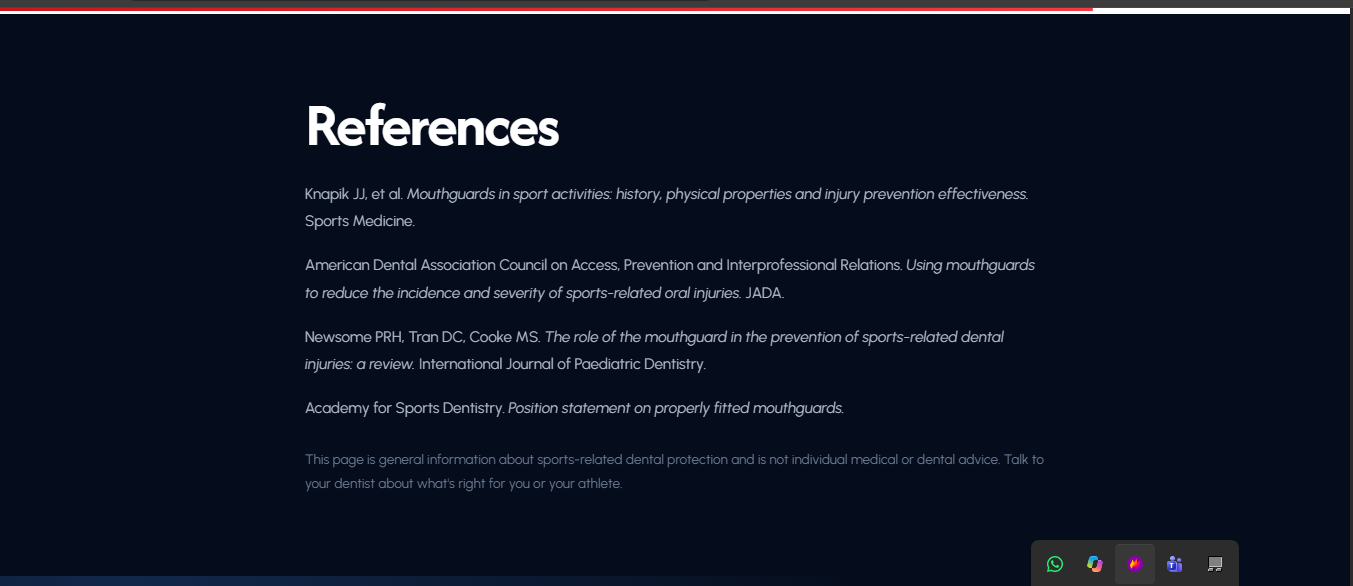 References
Knapik JJ, et al. Mouthguards in sport activities: history, physical properties and injury prevention effectiveness.
Sports Medicine.
American Dental Association Council on Access, Prevention and Interprofessional Relations. Using mouthguards
to reduce the incidence and severity of sports-related oral injuries. JADA.
Newsome PRH, Tran DC, Cooke MS. The role of the mouthguard in the prevention of sports-related dental
injuries: a review. International Journal of Paediatric Dentistry.
Academy for Sports Dentistry. Position statement on properly fitted mouthguards.
This page is general information about sports-related dental protection and is not individual medical or dental advice. Talk to
your dentist about what's right for you or your athlete.